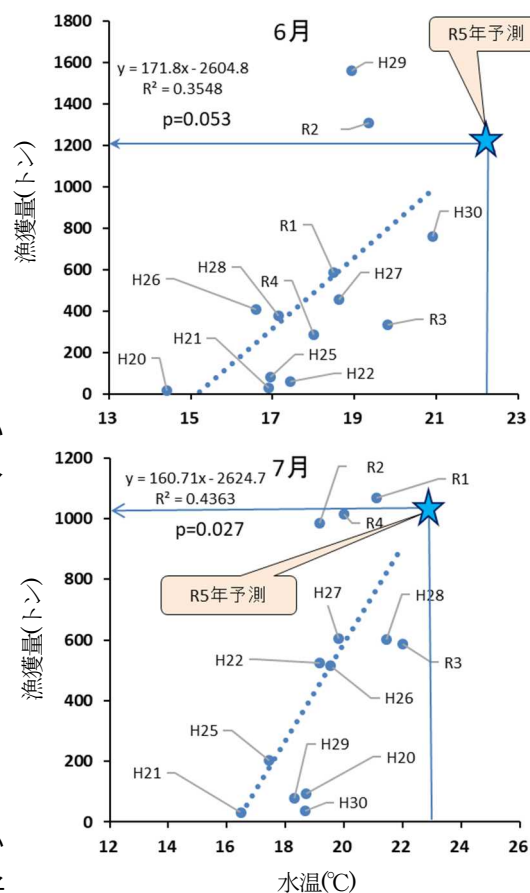 6月
R5年予測
y = 171.8x - 2604.8
R² = 0.3548
p=0.053
漁獲量(トン)
1800
1600
1400
1200
1000
800
600
400
200
0
H29
R2
H30
R1
H28
R4
H27
H26
R3
H21
H25
H20
H22
13
15
17
19
21
23
7月
y = 160.71x - 2624.7
R² = 0.4363
p=0.027
R5年予測
漁獲量(トン)
1200
1000
800
600
400
200
0
R2
R1
R4
H27
H28
H22
R3
H26
H25
H29
H20
H21
H30
12
14
16
18
20
22
24
26
水温(℃)